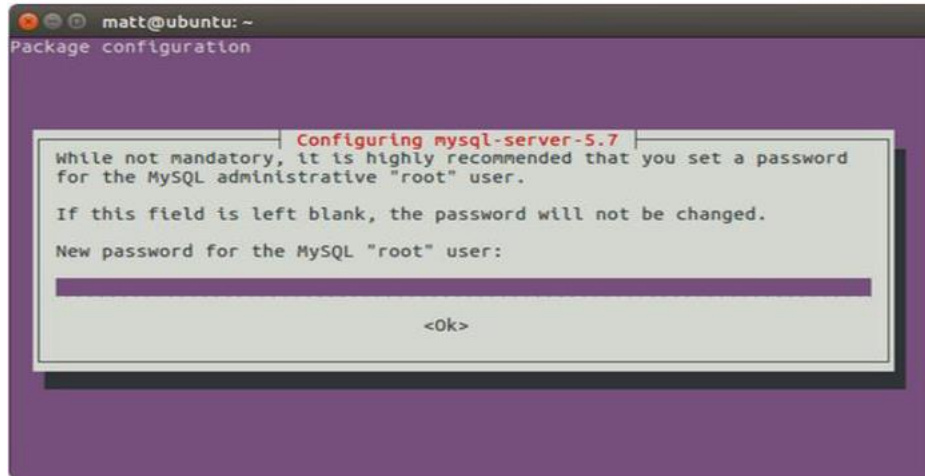 matt@ubuntu: ~
Package configuration
Configuring mysql-server-5.7
While not mandatory, it is highly recommended that you set a password
for the MySQL administrative "root" user.
If this field is left blank, the password will not be changed.
New password for the MySQL "root" user:
<Ok>